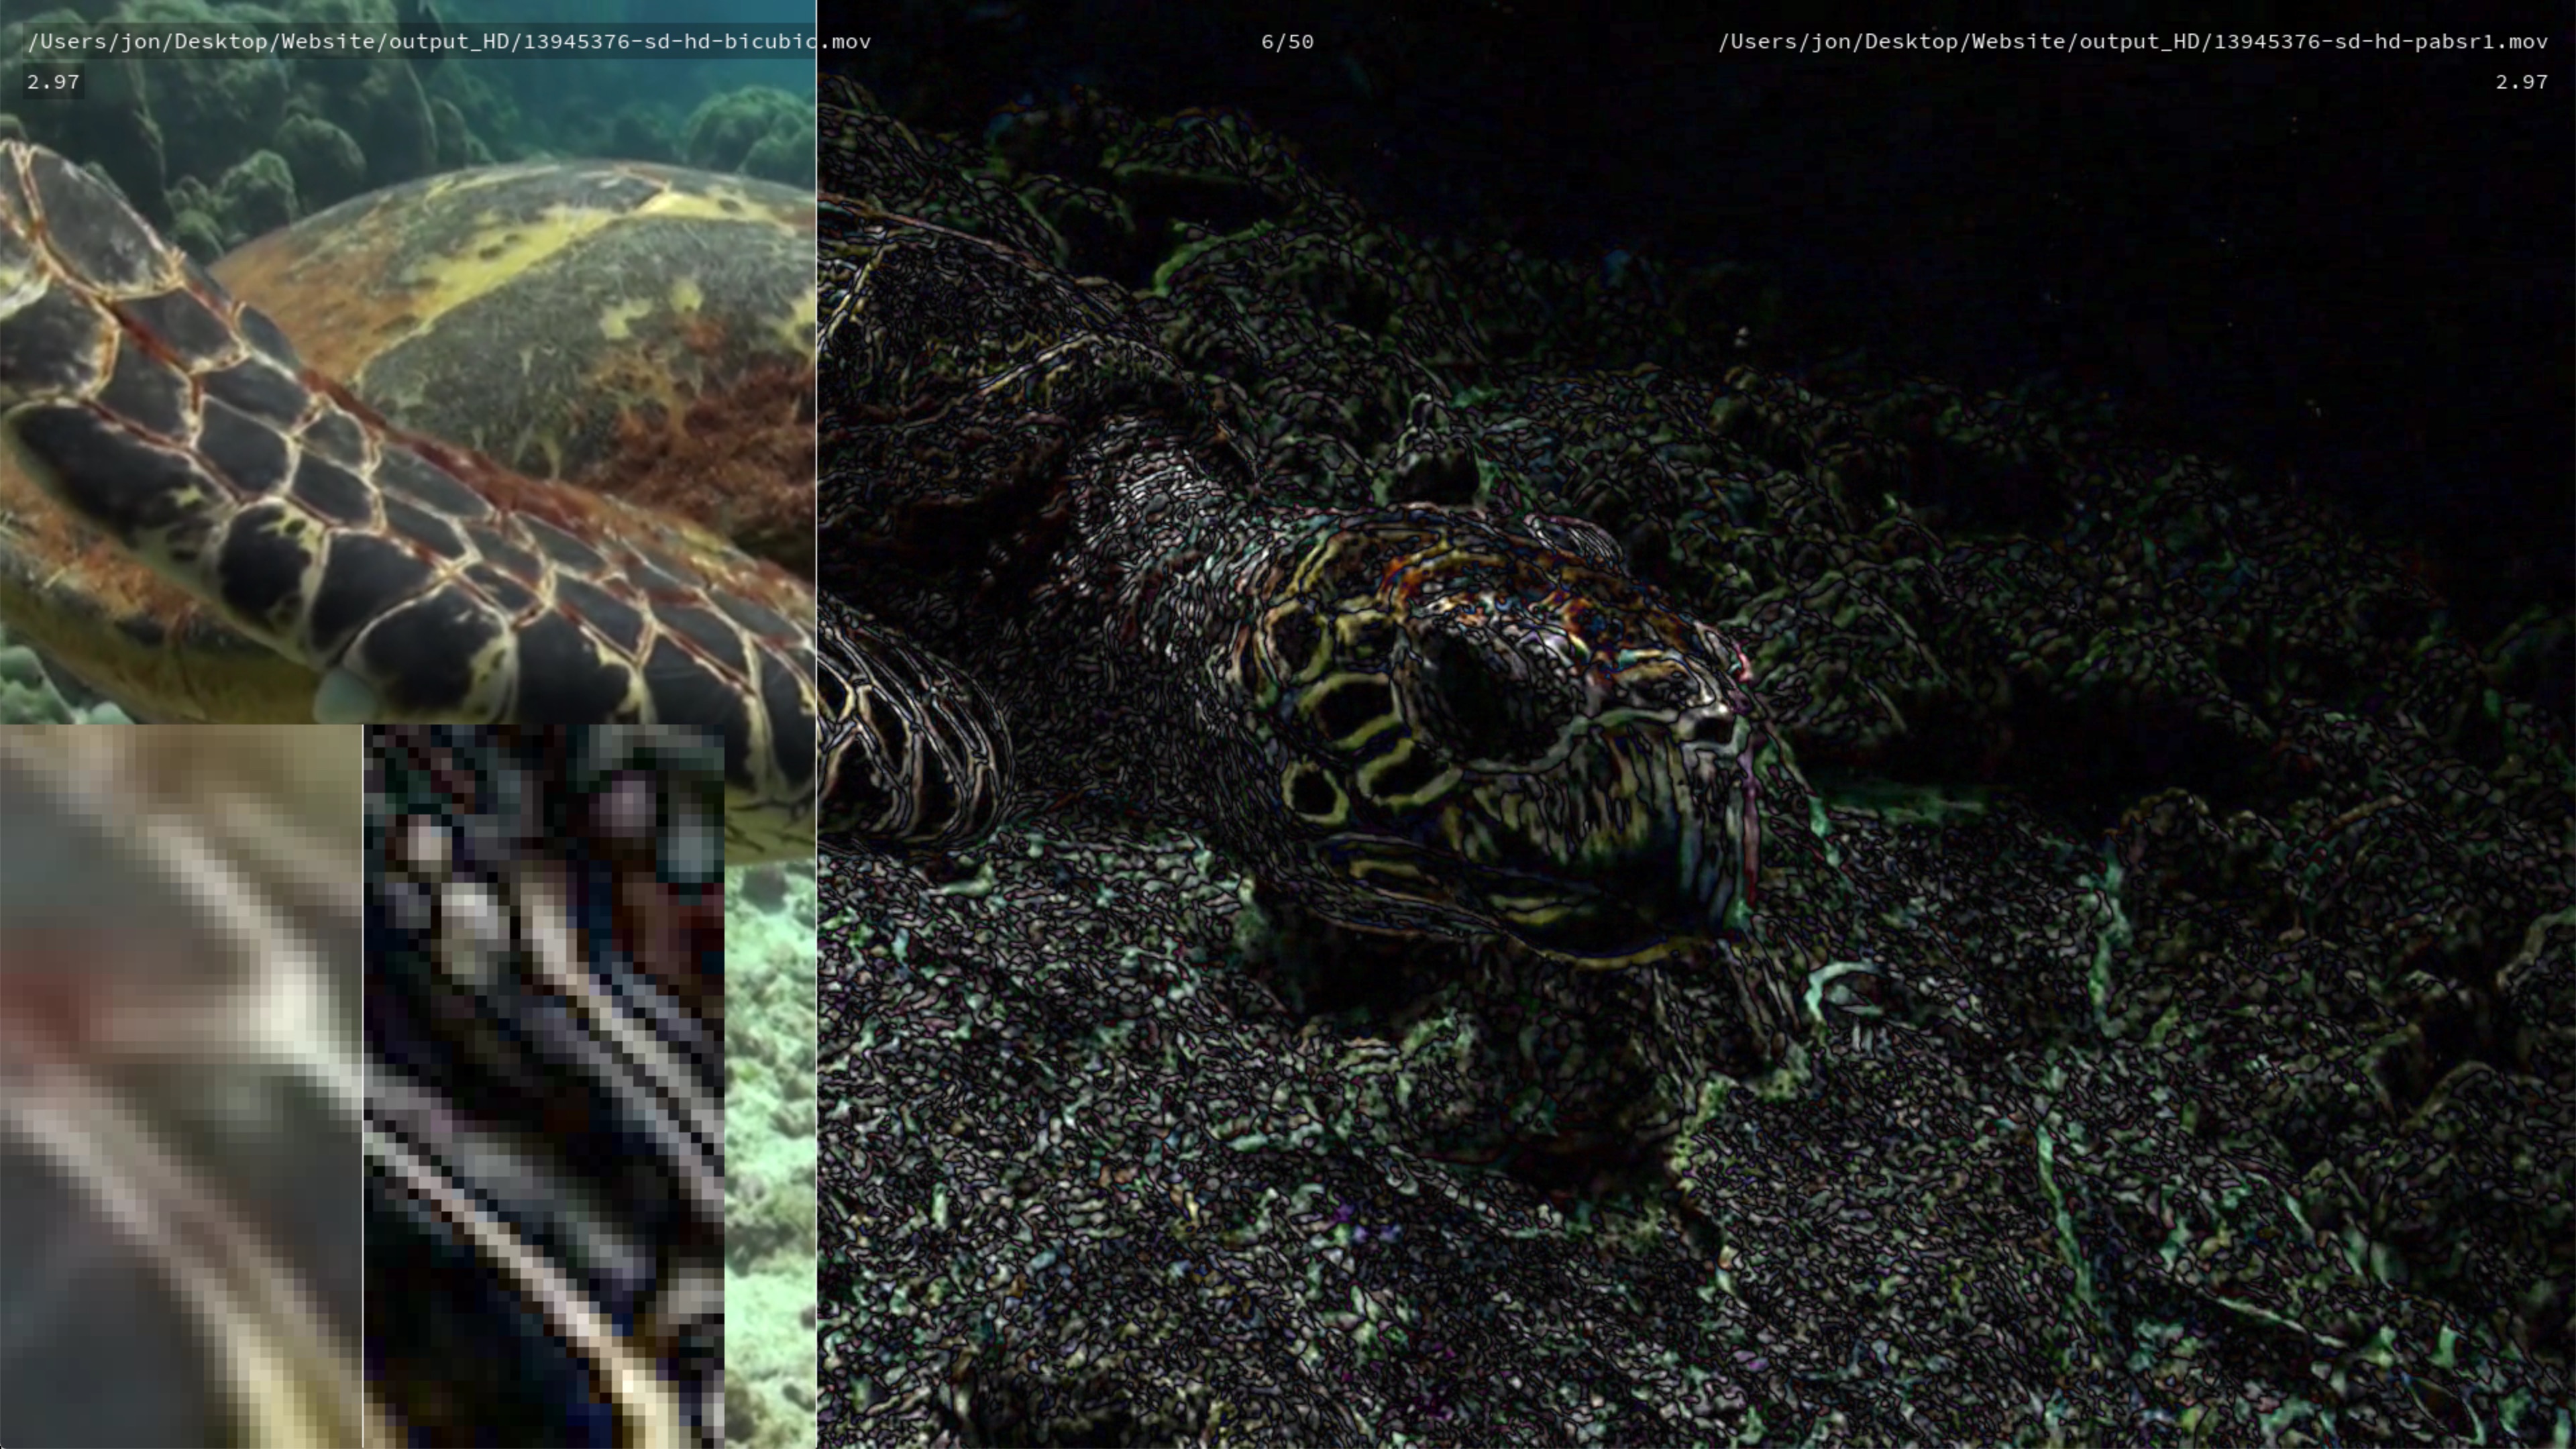 /Users/jon/Desktop/Website/output_HD/13945376-sd-hd-bicubic.mov
6/50
/Users/jon/Desktop/Website/output_HD/13945376-sd-hd-pabsr1.mov
2.97
2.97